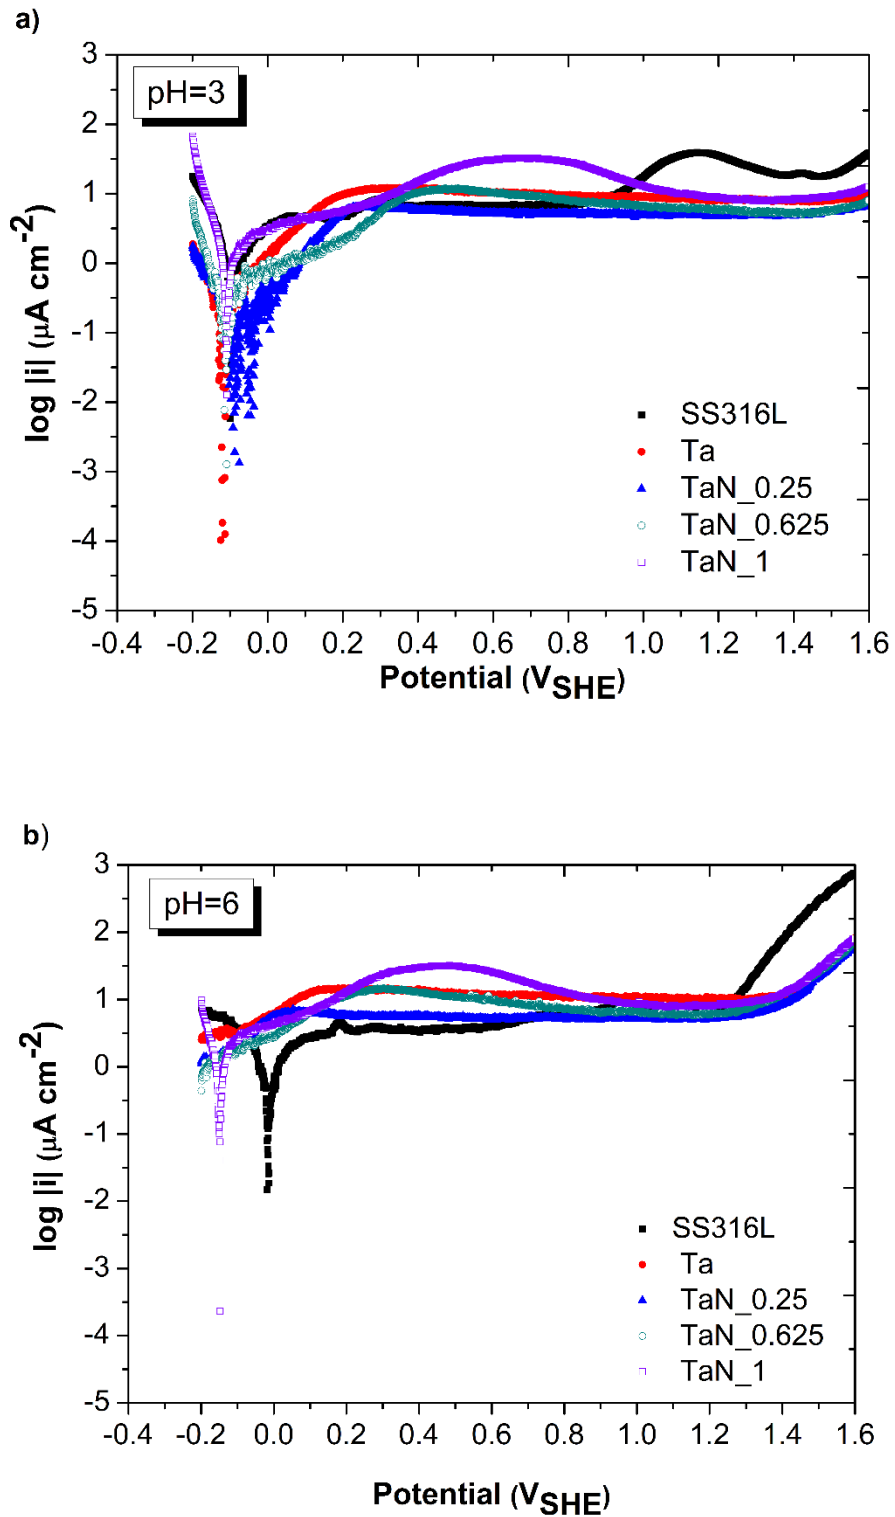 a)
pH=3
3
2
1
0
-1
-2
-3
-4
-5
log |i| (μA cm-2)
SS316L
Ta
TaN_0.25
TaN_0.625
TaN_1
-0.4 -0.2 0.0 0.2 0.4 0.6 0.8 1.0 1.2 1.4 1.6
Potential (VSHE)
b)
pH=6
3
2
1
0
-1
-2
-3
-4
-5
log |i| (μA cm-2)
SS316L
Ta
TaN_0.25
TaN_0.625
TaN_1
-0.4 -0.2 0.0 0.2 0.4 0.6 0.8 1.0 1.2 1.4 1.6
Potential (VSHE)